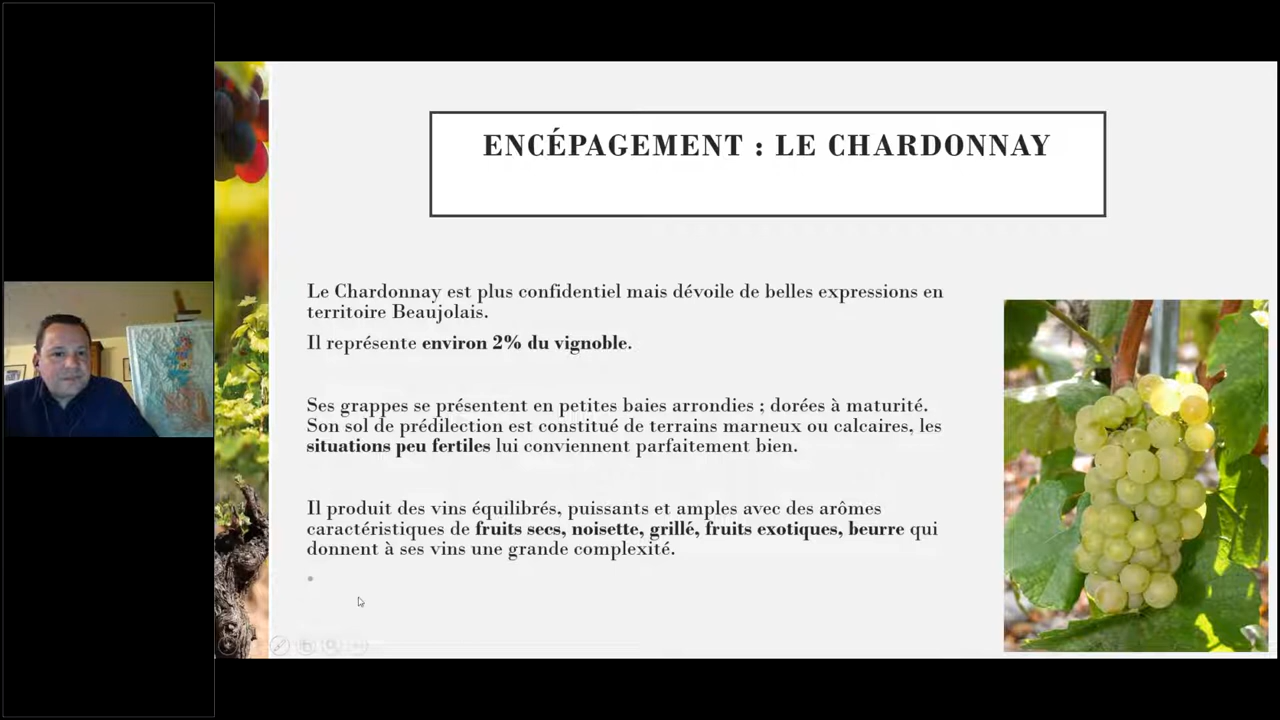 ENCÉPAGEMENT : LE CHARDONNAY
Le Chardonnay est plus confidentiel mais dévoile de belles expressions en
territoire Beaujolais.
Il représente environ 2% du vignoble.
Ses grappes se présentent en petites baies arrondies ; dorées à maturité.
Son sol de prédilection est constitué de terrains marneux ou calcaires, les
situations peu fertiles lui conviennent parfaitement bien.
Il produit des vins équilibrés, puissants et amples avec des arômes
caractéristiques de fruits secs, noisette, grillé, fruits exotiques, beurre qui
donnent à ses vins une grande complexité.